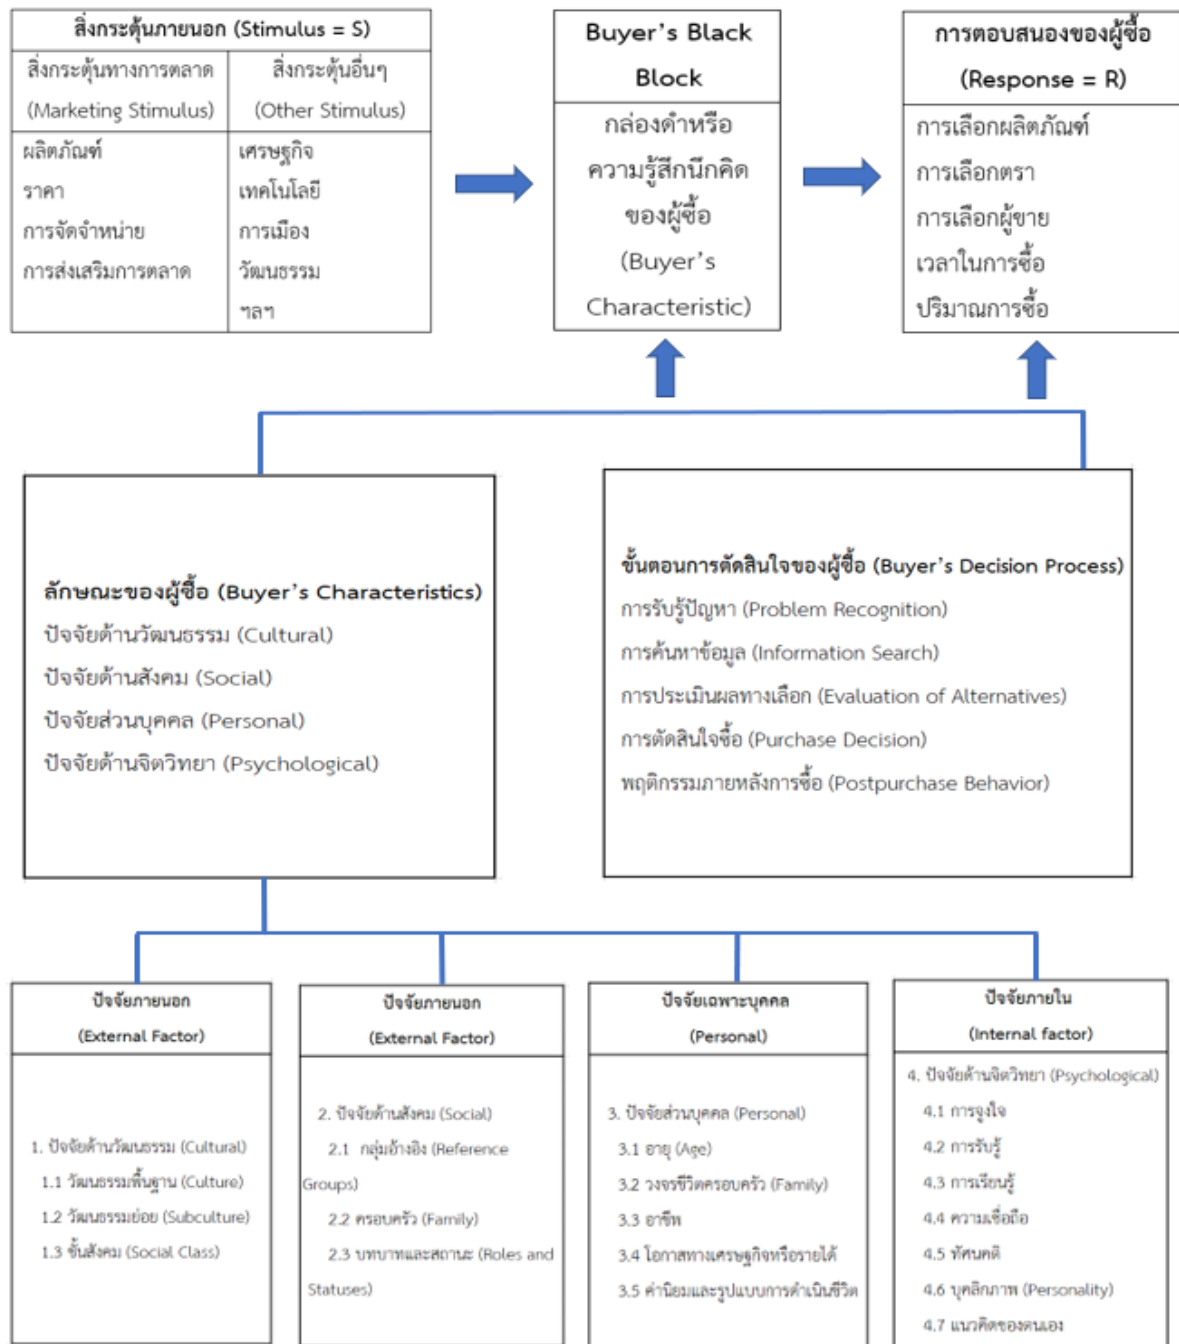 สิ่งกระตุ้นภายนอก (Stimulus = S)
สิ่งกระตุ้นทางการตลาด
(Marketing Stimulus)
สิ่งกระตุ้นอื่นๆ
(Other Stimulus)
ผลิตภัณฑ์
ราคา
การจัดจำหน่าย
การส่งเสริมการตลาด
เศรษฐกิจ
เทคโนโลยี
การเมือง
วัฒนธรรม
ฯลฯ
Buyer's Black
Block
กล่องดำหรือ
ความรู้สึกนึกคิด
ของผู้ซื้อ
(Buyer's
Characteristic)
การตอบสนองของผู้ซื้อ
(Response = R)
การเลือกผลิตภัณฑ์
การเลือกตรา
การเลือกผู้ขาย
เวลาในการซื้อ
ปริมาณการซื้อ
ลักษณะของผู้ซื้อ (Buyer's Characteristics)
ปัจจัยด้านวัฒนธรรม (Cultural)
ปัจจัยด้านสังคม (Social)
ปัจจัยส่วนบุคคล (Personal)
ปัจจัยด้านจิตวิทยา (Psychological)
ขั้นตอนการตัดสินใจของผู้ซื้อ (Buyer's Decision Process)
การรับรู้ปัญหา (Problem Recognition)
การค้นหาข้อมูล (Information Search)
การประเมินผลทางเลือก (Evaluation of Alternatives)
การตัดสินใจซื้อ (Purchase Decision)
พฤติกรรมภายหลังการซื้อ (Postpurchase Behavior)
ปัจจัยภายนอก
(External Factor)
1. ปัจจัยด้านวัฒนธรรม (Cultural)
1.1 วัฒนธรรมพื้นฐาน (Culture)
1.2 วัฒนธรรมย่อย (Subculture)
1.3 ชั้นสังคม (Social Class)
ปัจจัยภายนอก
(External Factor)
2. ปัจจัยด้านสังคม (Social)
2.1 กลุ่มอ้างอิง (Reference
Groups)
2.2 ครอบครัว (Family)
2.3 บทบาทและสถานะ (Roles and
Statuses)
ปัจจัยเฉพาะบุคคล
(Personal)
3. ปัจจัยส่วนบุคคล (Personal)
3.1 อายุ (Age)
3.2 วงจรชีวิตครอบครัว (Family)
3.3 อาชีพ
3.4 โอกาสทางเศรษฐกิจหรือรายได้
3.5 ค่านิยมและรูปแบบการดำเนินชีวิต
ปัจจัยภายใน
(Internal factor)
4. ปัจจัยด้านจิตวิทยา (Psychological)
4.1 การจูงใจ
4.2 การรับรู้
4.3 การเรียนรู้
4.4 ความเชื่อถือ
4.5 ทัศนคติ
4.6 บุคลิกภาพ (Personality)
4.7 แนวคิดของตนเอง